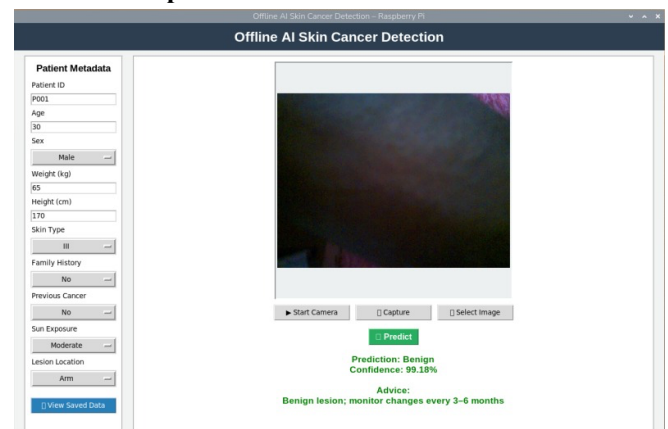 Offline AI Skin Cancer Detection – Raspberry Pi
Offline AI Skin Cancer Detection
Patient Metadata
Patient ID
P001
Age
30
Sex
Male
Weight (kg)
65
Height (cm)
170
Skin Type
III
Family History
No
Previous Cancer
No
Sun Exposure
Moderate
Lesion Location
Arm
View Saved Data
Start Camera
Capture
Select Image
Predict
Prediction: Benign
Confidence: 99.18%
Advice:
Benign lesion; monitor changes every 3–6 months